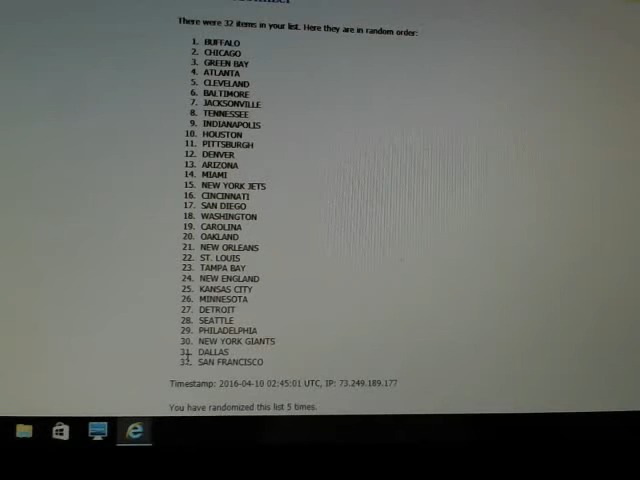 There were 32 items in your list. Here they are in random order:
1. BUFFALO
2. CHICAGO
3. GREEN BAY
4. ATLANTA
5. CLEVELAND
6. BALTIMORE
7. JACKSONVILLE
8. TENNESSEE
9. INDIANAPOLIS
10. HOUSTON
11. PITTSBURGH
12. DENVER
13. ARIZONA
14. MIAMI
15. NEW YORK JETS
16. CINCINNATI
17. SAN DIEGO
18. WASHINGTON
19. CAROLINA
20. OAKLAND
21. NEW ORLEANS
22. ST. LOUIS
23. TAMPA BAY
24. NEW ENGLAND
25. KANSAS CITY
26. MINNESOTA
27. DETROIT
28. SEATTLE
29. PHILADELPHIA
30. NEW YORK GIANTS
31. DALLAS
32. SAN FRANCISCO
Timestamp: 2016-04-10 02:45:01 UTC, IP: 73.249.189.177
You have randomized this list 5 times.